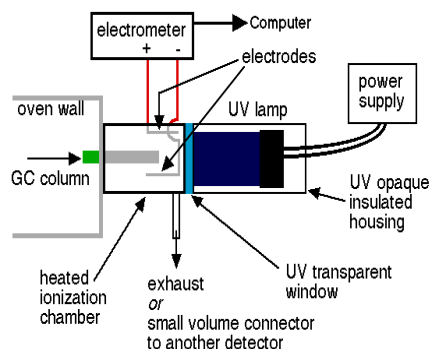 electrometer
+ -
Computer
electrodes
oven wall
UV lamp
power
supply
GC column
UV opaque
insulated
housing
heated
ionization
chamber
exhaust
or
small volume connector
to another detector
UV transparent
window